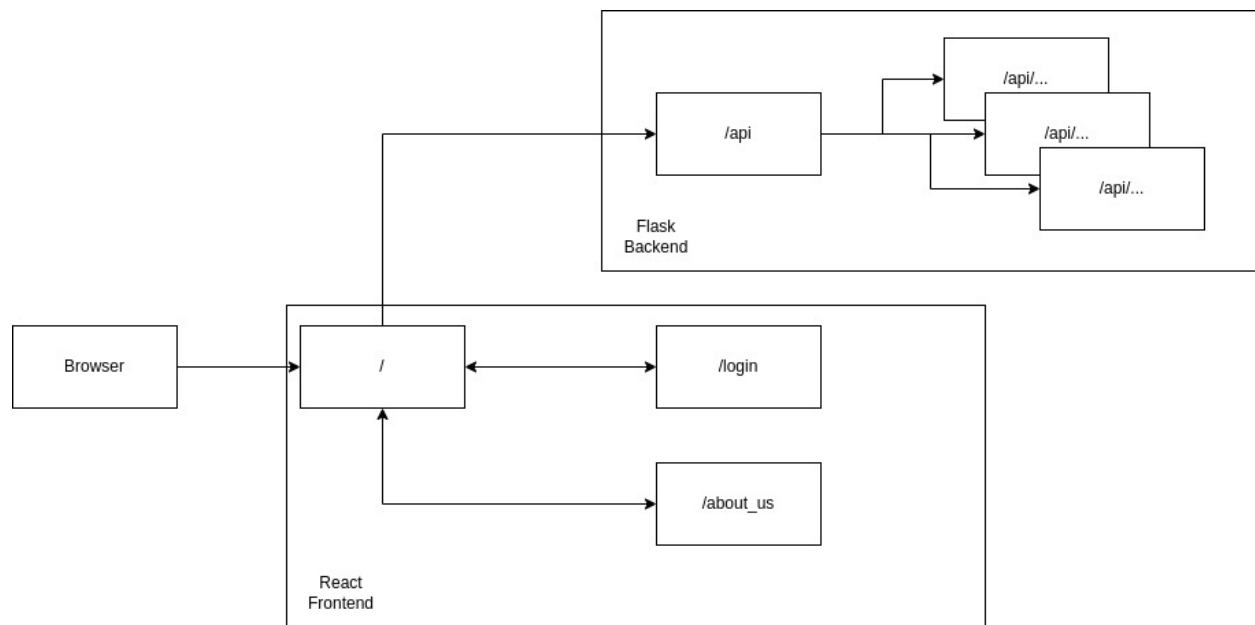 /api/...
/api
/api/...
/api/...
Flask
Backend
Browser
/
/login
/about_us
React
Frontend